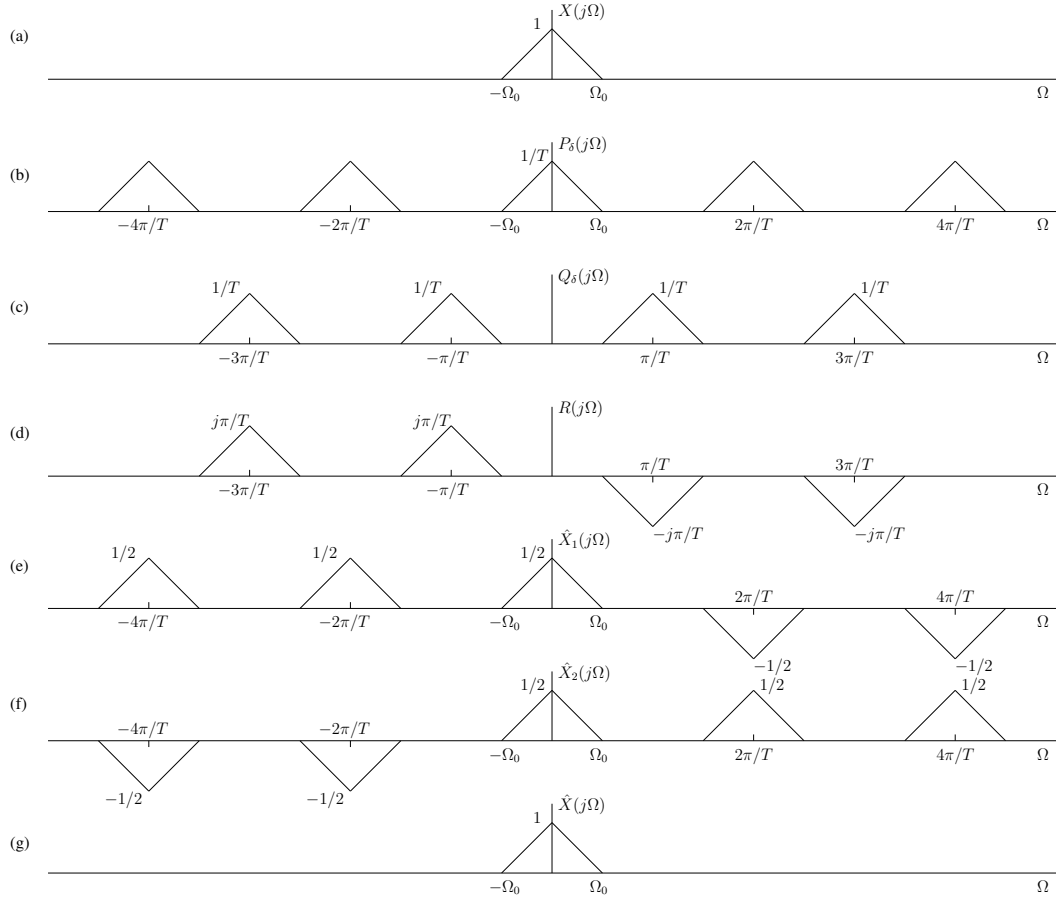 X(jΩ)
1
(a)
−Ω₀ Ω₀ Ω
P_δ(jΩ)
1/T
(b)
−4π/T −2π/T −Ω₀ Ω₀ 2π/T 4π/T Ω
Q_δ(jΩ)
1/T 1/T 1/T 1/T
(c)
−3π/T −π/T π/T 3π/T Ω
R(jΩ)
jπ/T jπ/T
(d)
π/T 3π/T
−3π/T −π/T Ω
−jπ/T −jπ/T
X̂₁(jΩ)
1/2 1/2 1/2
(e)
2π/T 4π/T
−4π/T −2π/T −Ω₀ Ω₀ Ω
−1/2 −1/2
X̂₂(jΩ)
1/2 1/2 1/2
(f)
−4π/T −2π/T
−Ω₀ Ω₀ 2π/T 4π/T Ω
−1/2 −1/2
X̂(jΩ)
1
(g)
−Ω₀ Ω₀ Ω